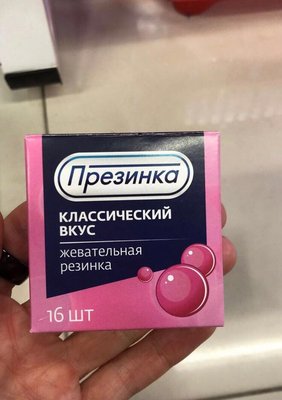 Презинка
КЛАССИЧЕСКИЙ
ВКУС
жевательная
резинка
16 шт